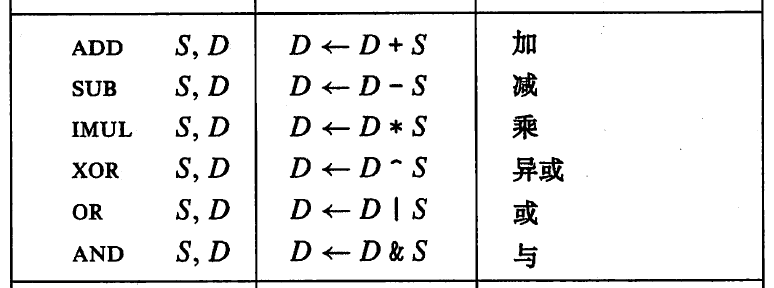 ADD S, D D ← D + S 加
SUB S, D D ← D - S 减
IMUL S, D D ← D * S 乘
XOR S, D D ← D ^ S 异或
OR S, D D ← D | S 或
AND S, D D ← D & S 与